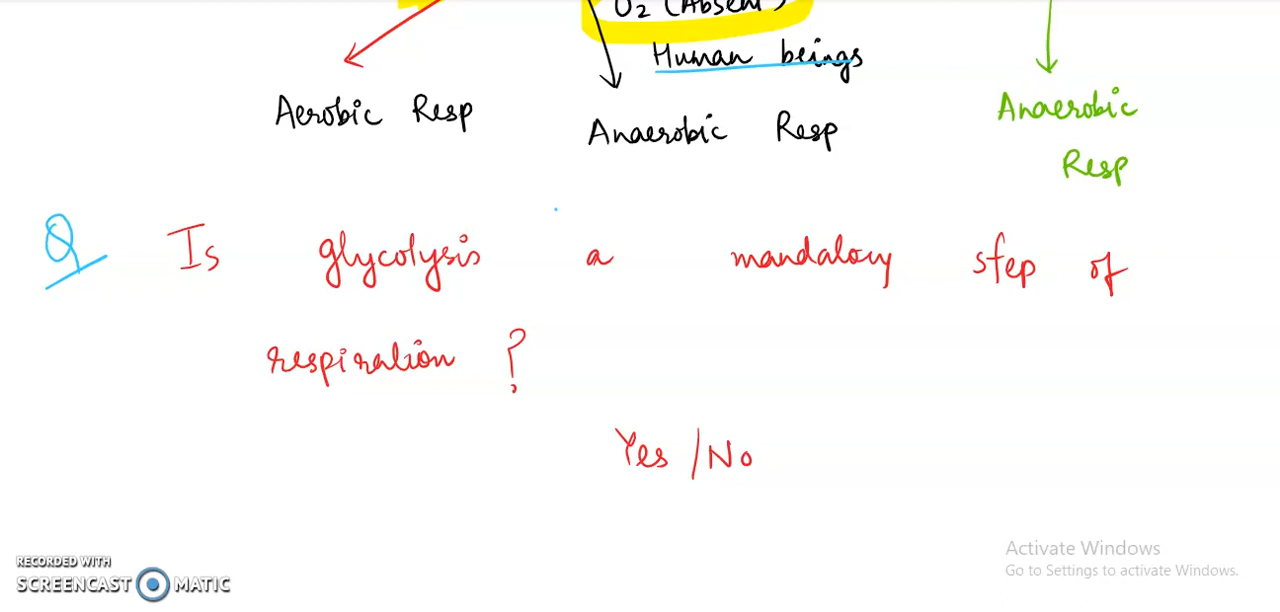 O2 (Absent)
Human beings
Aerobic Resp
Anaerobic Resp
Anaerobic
Resp
Q Is glycolysis a mandatory step of
respiration ?
Yes / No
Activate Windows
Go to Settings to activate Windows.
RECORDED WITH
SCREENCAST MATIC